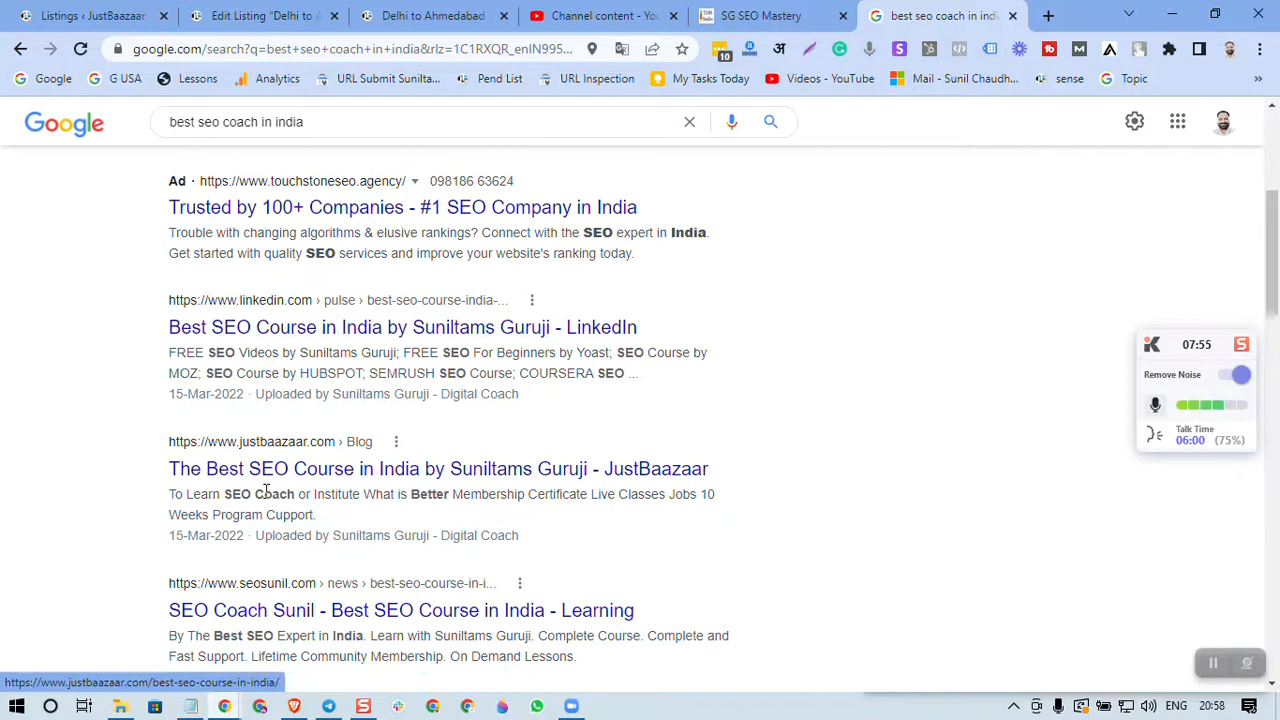 Listings ‹ JustBaazaar
Edit Listing “Delhi to A
Delhi to Ahmedabad
Channel content - You
SG SEO Mastery
best seo coach in indi
google.com/search?q=best+seo+coach+in+india&rlz=1C1RXQR_enIN995...
10
अ
Google
G USA
Lessons
Analytics
URL Submit Sunilta...
Pend List
URL Inspection
My Tasks Today
Videos - YouTube
Mail - Sunil Chaudh...
sense
Topic
Google
best seo coach in india
Ad · https://www.touchstoneseo.agency/ 098186 63624
Trusted by 100+ Companies - #1 SEO Company in India
Trouble with changing algorithms & elusive rankings? Connect with the SEO expert in India.
Get started with quality SEO services and improve your website's ranking today.
https://www.linkedin.com › pulse › best-seo-course-india-...
Best SEO Course in India by Suniltams Guruji - LinkedIn
FREE SEO Videos by Suniltams Guruji; FREE SEO For Beginners by Yoast; SEO Course by
MOZ; SEO Course by HUBSPOT; SEMRUSH SEO Course; COURSERA SEO ...
15-Mar-2022 · Uploaded by Suniltams Guruji - Digital Coach
https://www.justbaazaar.com › Blog
The Best SEO Course in India by Suniltams Guruji - JustBaazaar
To Learn SEO Coach or Institute What is Better Membership Certificate Live Classes Jobs 10
Weeks Program Cupport.
15-Mar-2022 · Uploaded by Suniltams Guruji - Digital Coach
https://www.seosunil.com › news › best-seo-course-in-i...
SEO Coach Sunil - Best SEO Course in India - Learning
By The Best SEO Expert in India. Learn with Suniltams Guruji. Complete Course. Complete and
Fast Support. Lifetime Community Membership. On Demand Lessons.
07:55
Remove Noise
Talk Time
06:00 (75%)
https://www.justbaazaar.com/best-seo-course-in-india/
ENG
20:58